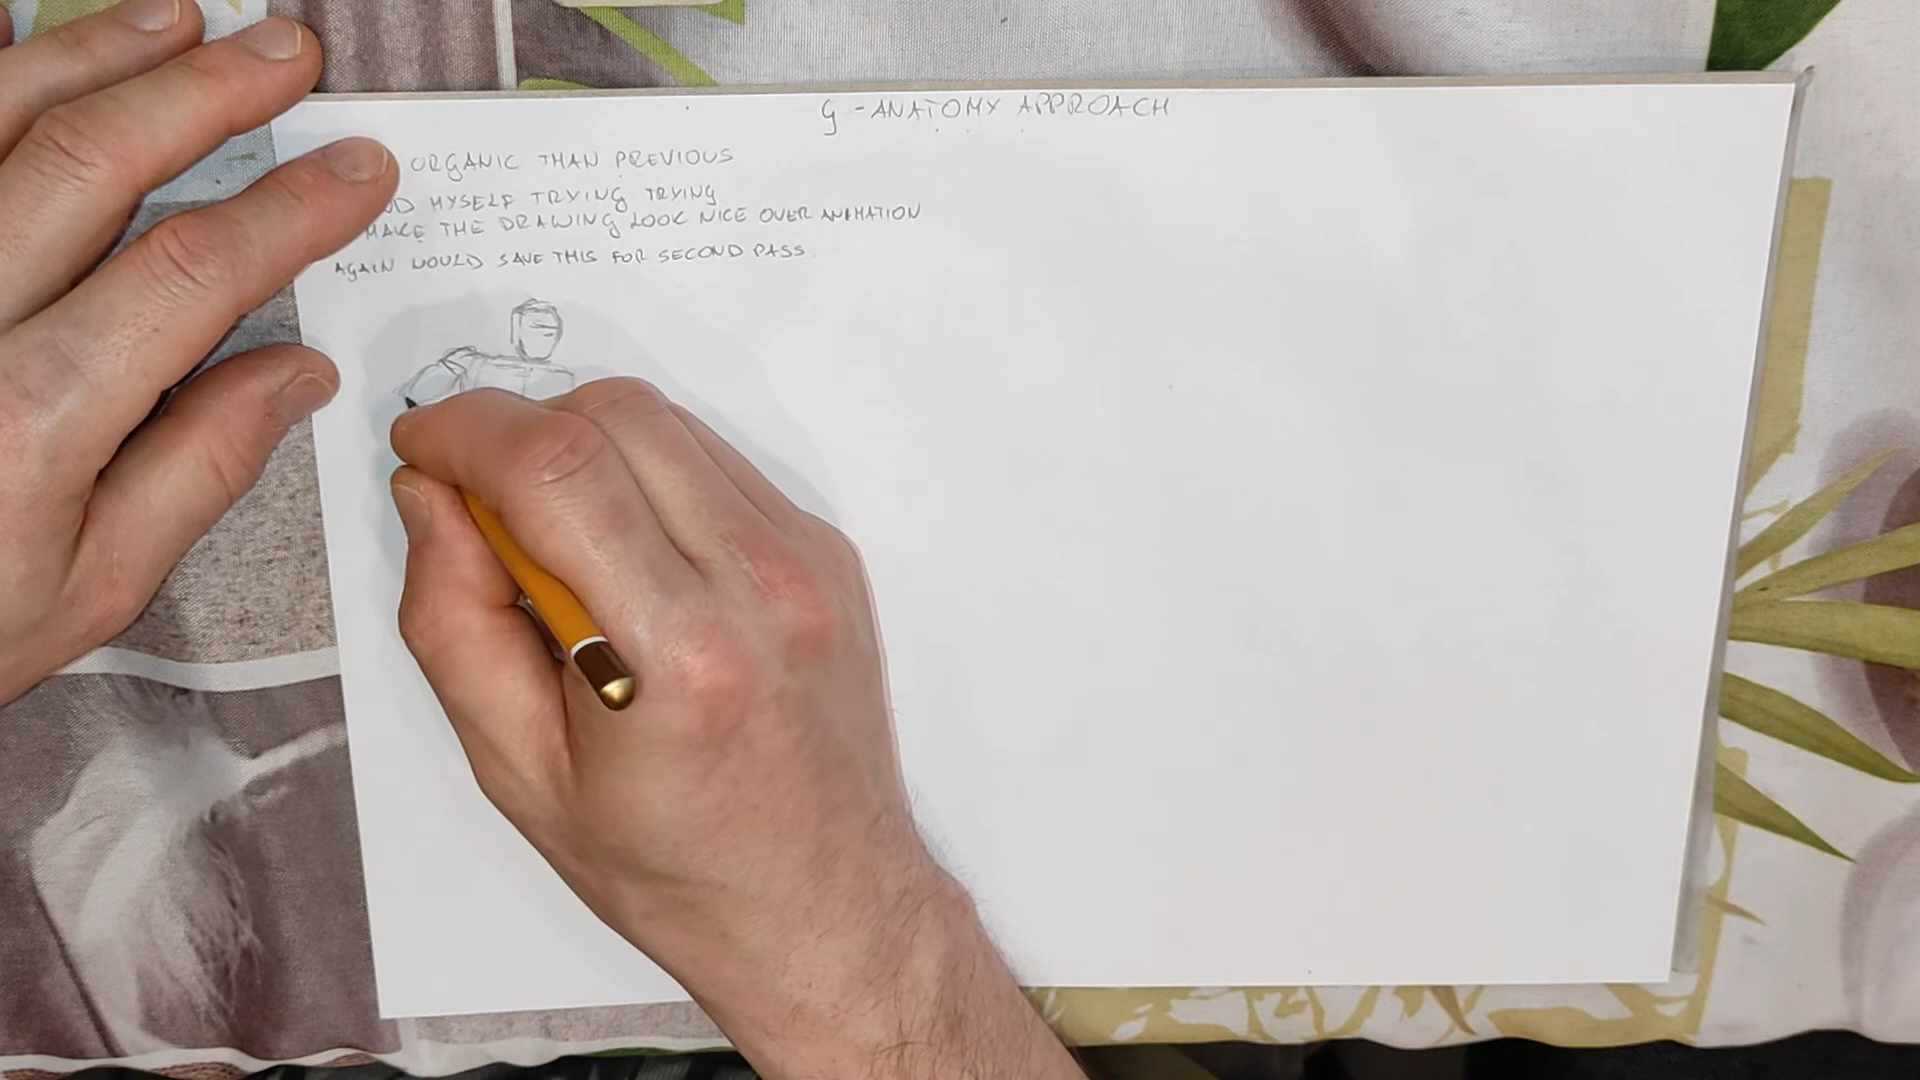 9 - ANATOMY APPROACH
ORGANIC THAN PREVIOUS
MYSELF TRYING TRYING
MAKE THE DRAWING LOOK NICE OVER ANIMATION
AGAIN WOULD SAVE THIS FOR SECOND PASS